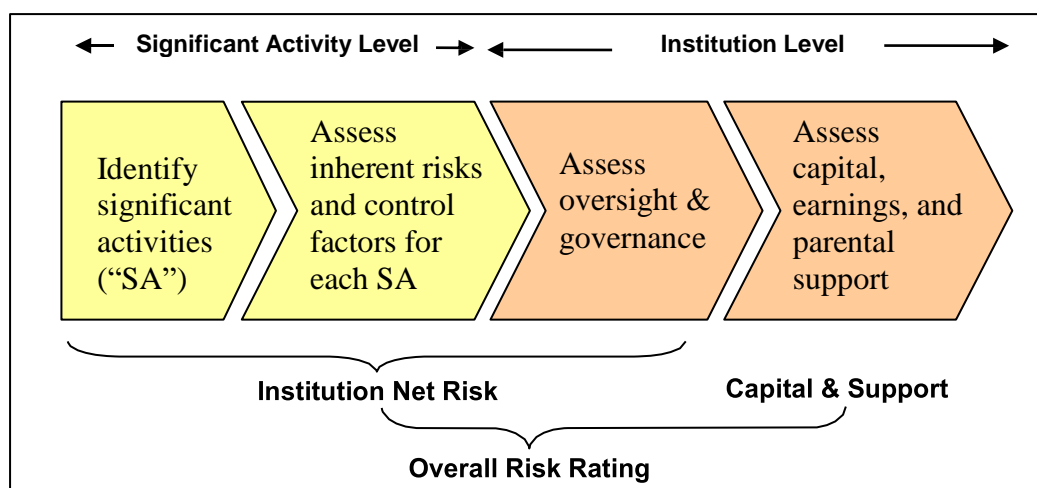 Significant Activity Level
Institution Level
Identify
significant
activities
(“SA”)
Assess
inherent risks
and control
factors for
each SA
Assess
oversight &
governance
Assess
capital,
earnings, and
parental
support
Institution Net Risk
Capital & Support
Overall Risk Rating